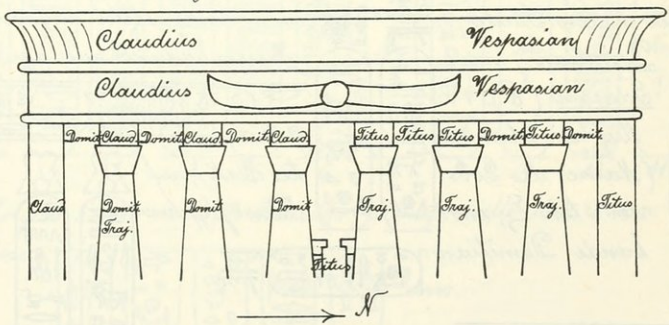 Claudius Vespasian
Claudius Vespasian
Domit. Claud. Domit. Claud. Domit. Claud. Titus Titus Titus Domit. Titus Domit.
Claud Domit. Domit. Domit Traj. Traj. Traj. Titus
Traj.
Titus
N